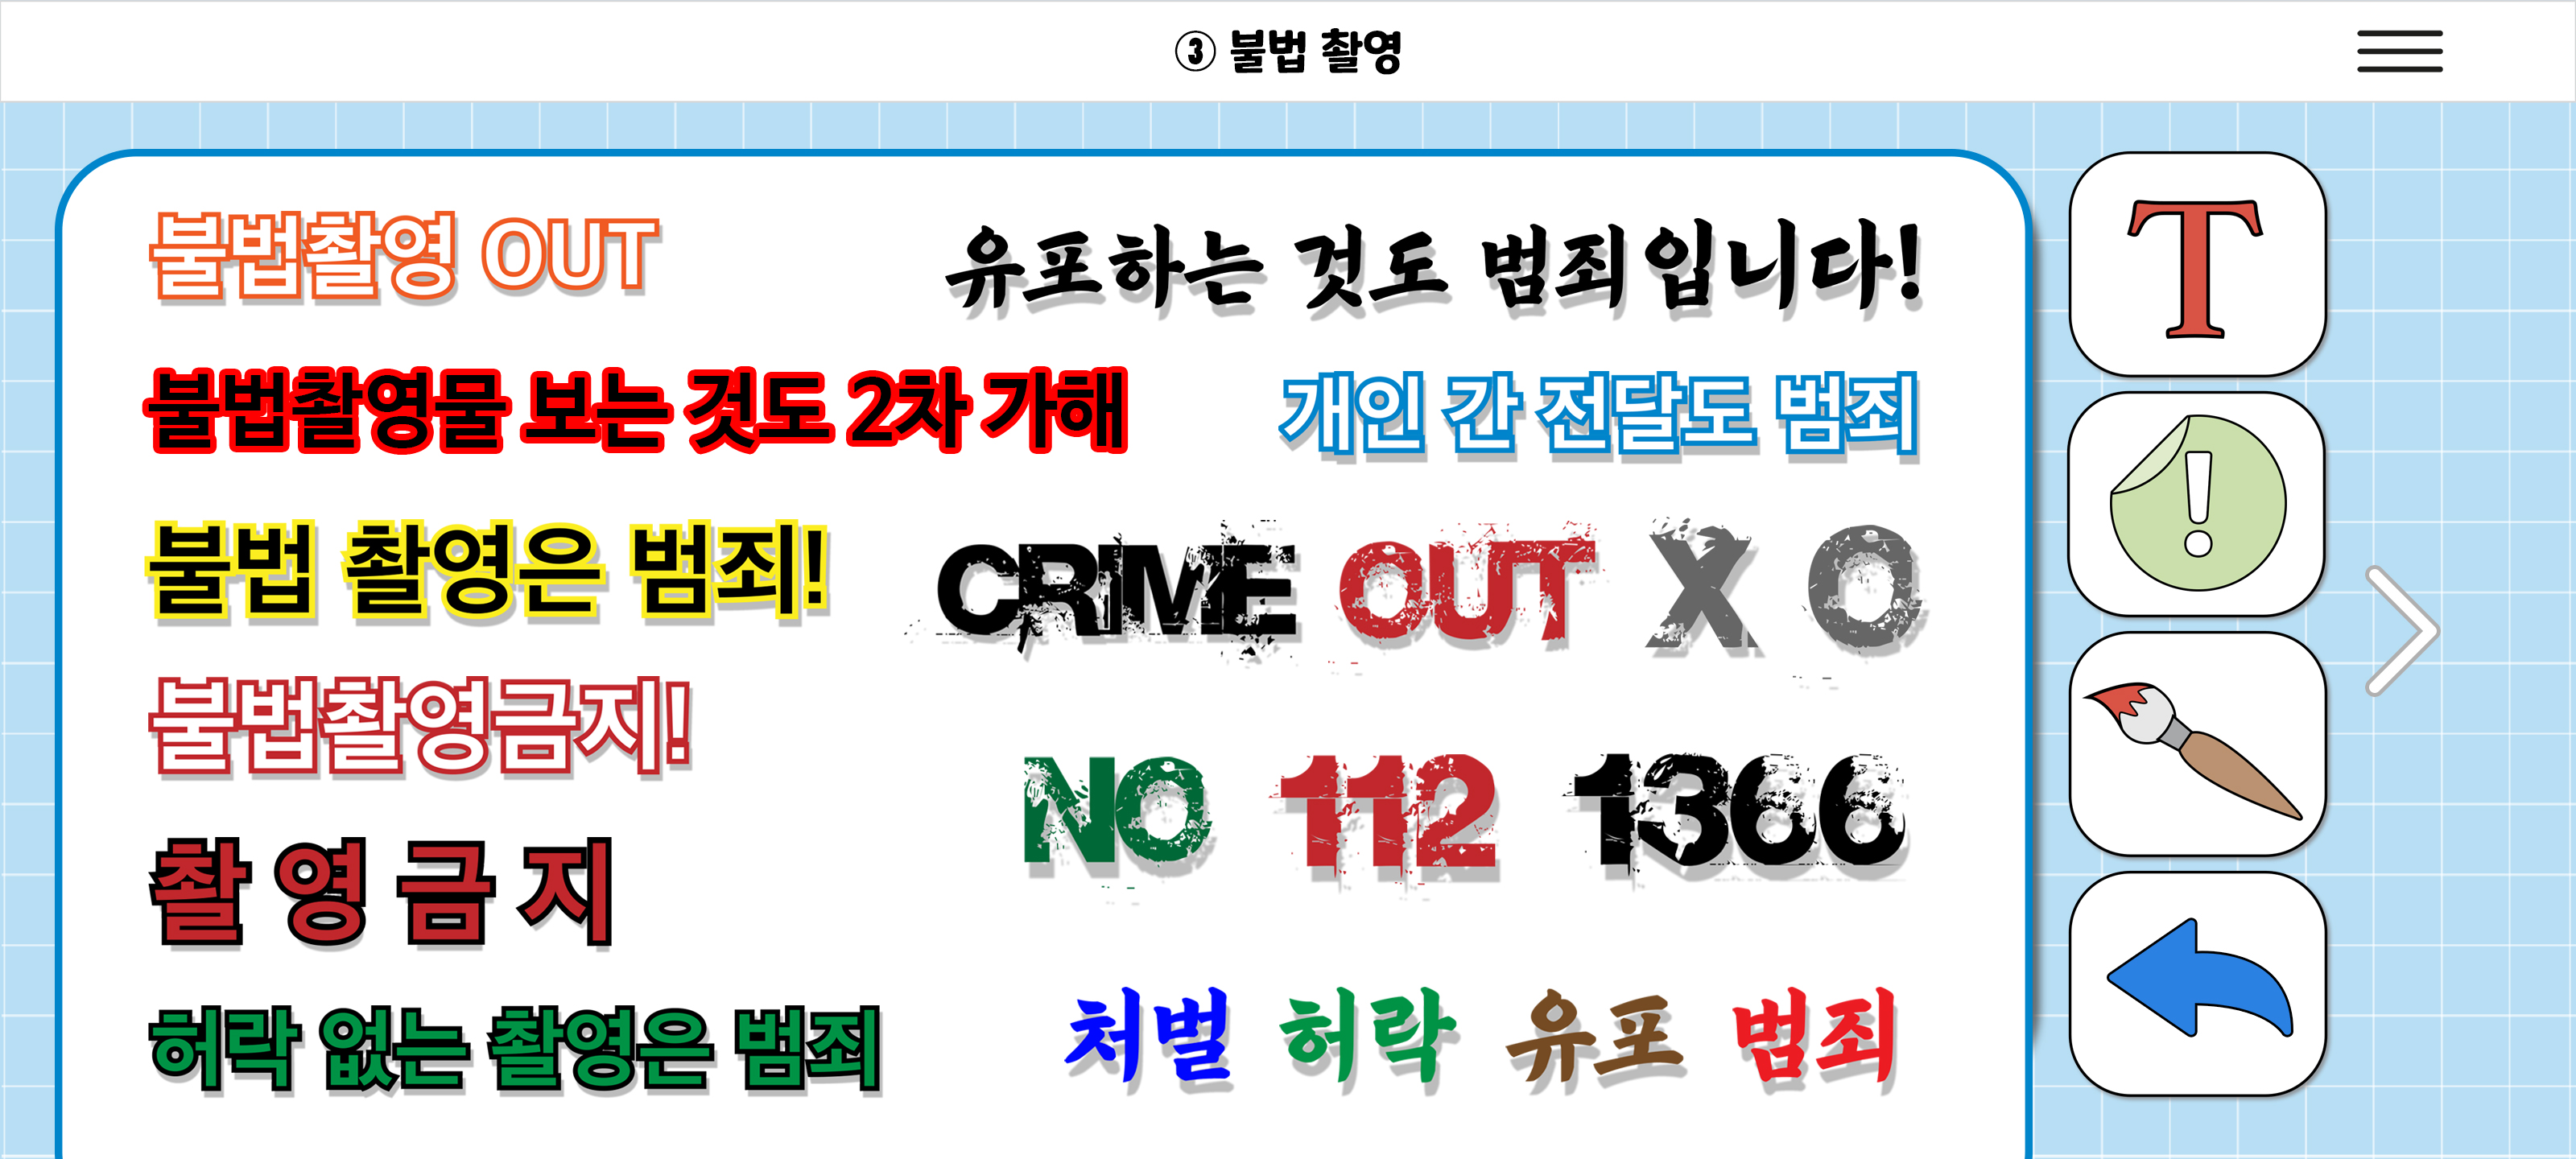 ③ 불법 촬영
불법촬영 OUT
유포하는 것도 범죄입니다!
불법촬영물 보는 것도 2차 가해
개인 간 전달도 범죄
불법 촬영은 범죄!
CRIME OUT X O
불법촬영금지!
NO 112 1366
촬영금지
허락 없는 촬영은 범죄
처벌 허락 유포 범죄
T
!